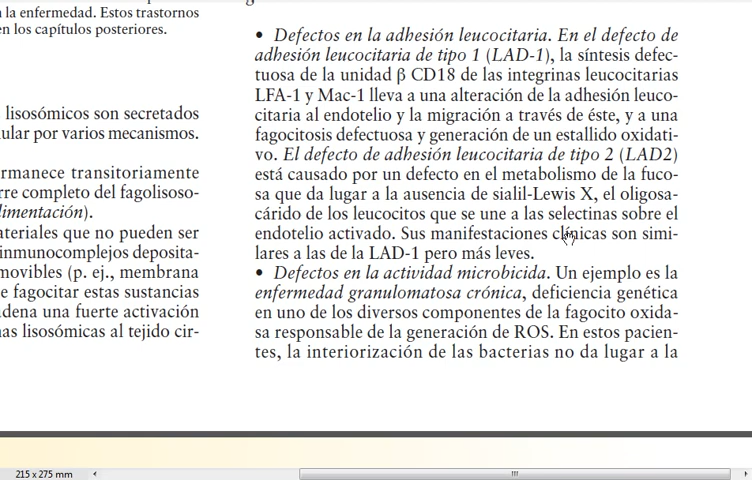 la enfermedad. Estos trastornos
en los capítulos posteriores.
lisosómicos son secretados
ular por varios mecanismos.
rmanece transitoriamente
rre completo del fagolisoso-
limentación).
ateriales que no pueden ser
inmunocomplejos deposita-
movibles (p. ej., membrana
e fagocitar estas sustancias
adena una fuerte activación
nas lisosómicas al tejido cir-
• Defectos en la adhesión leucocitaria. En el defecto de
adhesión leucocitaria de tipo 1 (LAD-1), la síntesis defec-
tuosa de la unidad β CD18 de las integrinas leucocitarias
LFA-1 y Mac-1 lleva a una alteración de la adhesión leuco-
citaria al endotelio y la migración a través de éste, y a una
fagocitosis defectuosa y generación de un estallido oxidati-
vo. El defecto de adhesión leucocitaria de tipo 2 (LAD2)
está causado por un defecto en el metabolismo de la fuco-
sa que da lugar a la ausencia de sialil-Lewis X, el oligosa-
cárido de los leucocitos que se une a las selectinas sobre el
endotelio activado. Sus manifestaciones clínicas son simi-
lares a las de la LAD-1 pero más leves.
• Defectos en la actividad microbicida. Un ejemplo es la
enfermedad granulomatosa crónica, deficiencia genética
en uno de los diversos componentes de la fagocito oxida-
sa responsable de la generación de ROS. En estos pacien-
tes, la interiorización de las bacterias no da lugar a la
215 x 275 mm